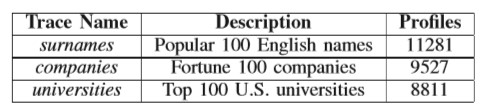 Trace Name Description Profiles
surnames Popular 100 English names 11281
companies Fortune 100 companies 9527
universities Top 100 U.S. universities 8811